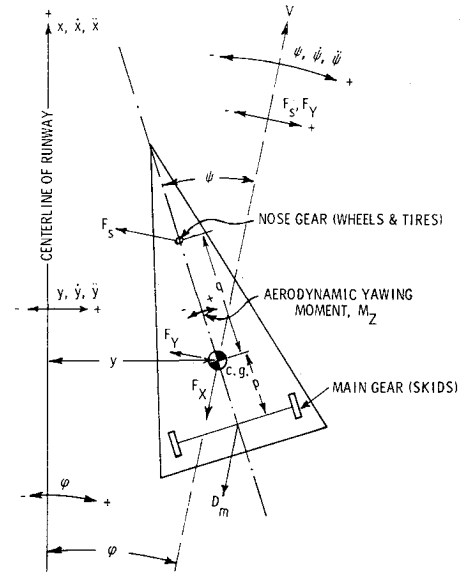 +
x, ẋ, ẍ
V
- ψ, ψ̇, ψ̈ +
- F_s, F_Y +
CENTERLINE OF RUNWAY
ψ
NOSE GEAR (WHEELS & TIRES)
F_s
y, ẏ, ÿ
- +
- + q
AERODYNAMIC YAWING
MOMENT, M_Z
F_Y
y
c.g.
F_X
p
MAIN GEAR (SKIDS)
φ
- +
D_m
φ